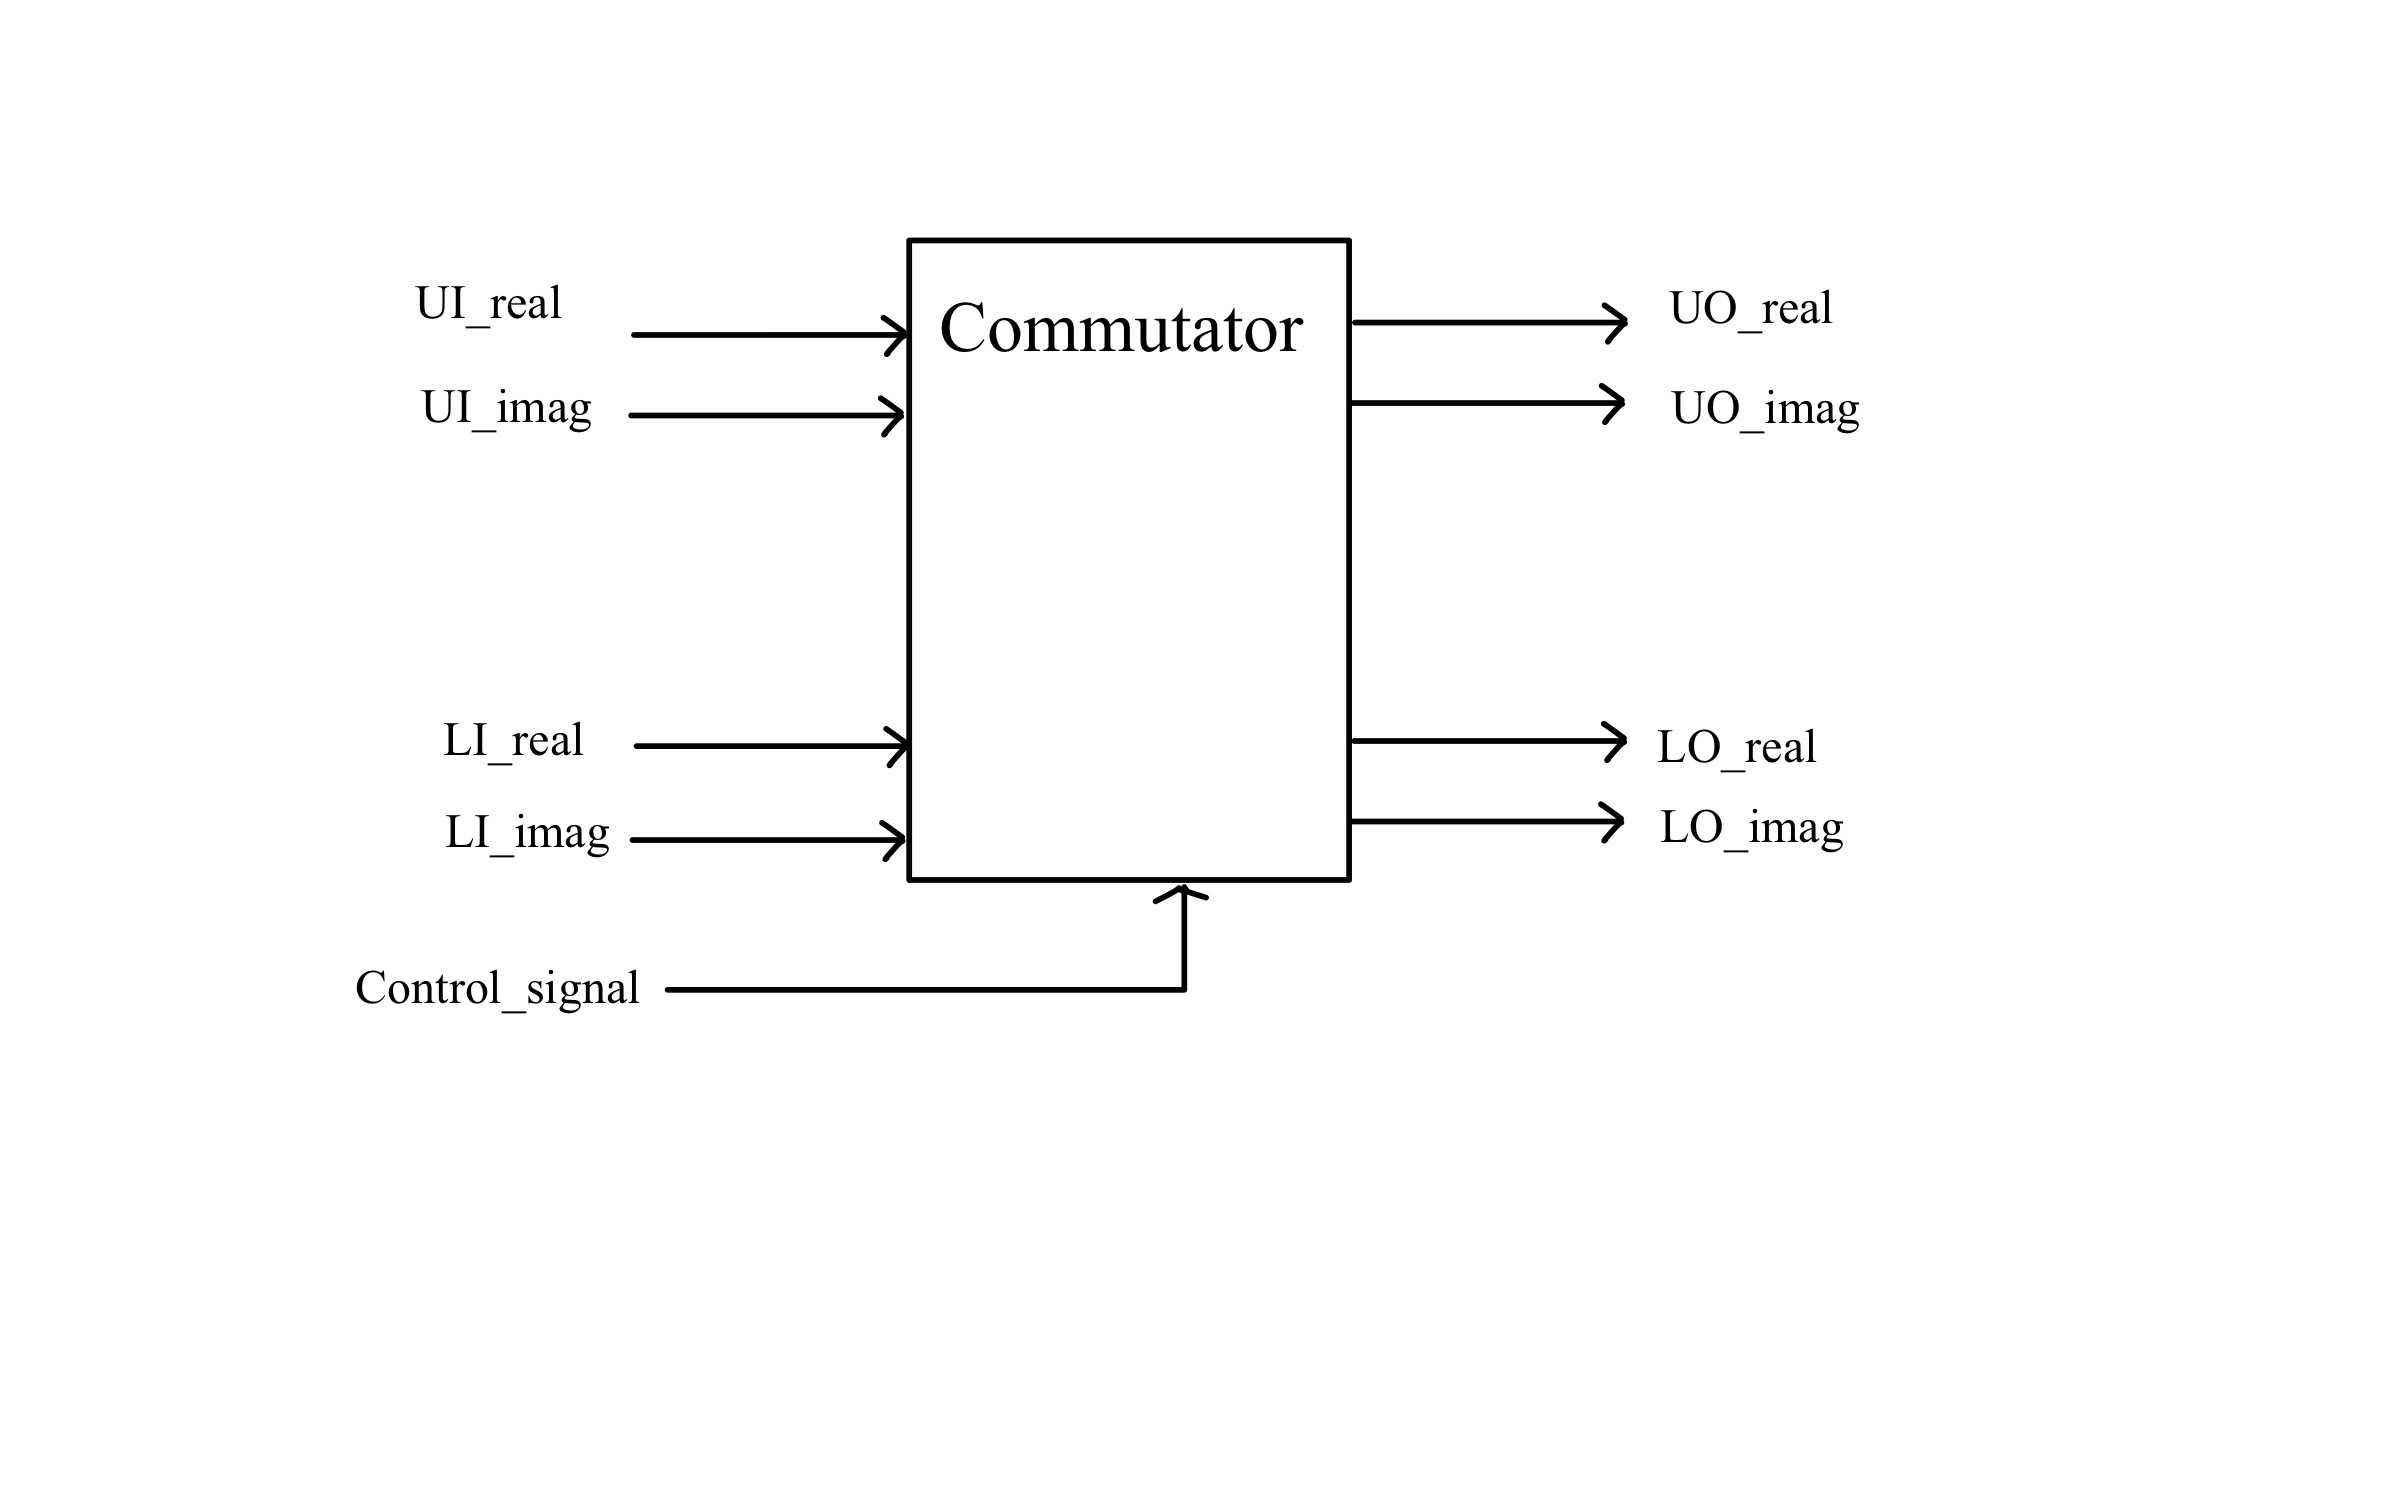 UI_real
UI_imag
Commutator
UO_real
UO_imag
LI_real
LI_imag
LO_real
LO_imag
Control_signal